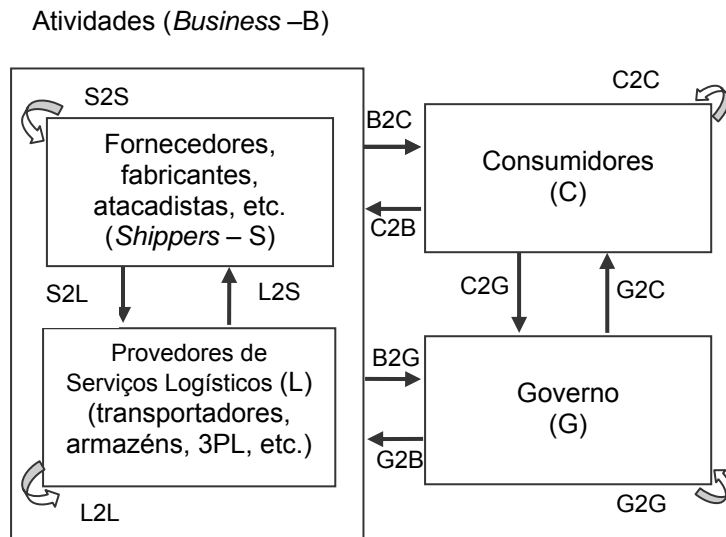 Atividades (Business –B)
S2S
C2C
Fornecedores,
fabricantes,
atacadistas, etc.
(Shippers – S)
B2C
C2B
Consumidores
(C)
S2L
L2S
C2G
G2C
Provedores de
Serviços Logísticos (L)
(transportadores,
armazéns, 3PL, etc.)
B2G
G2B
Governo
(G)
L2L
G2G